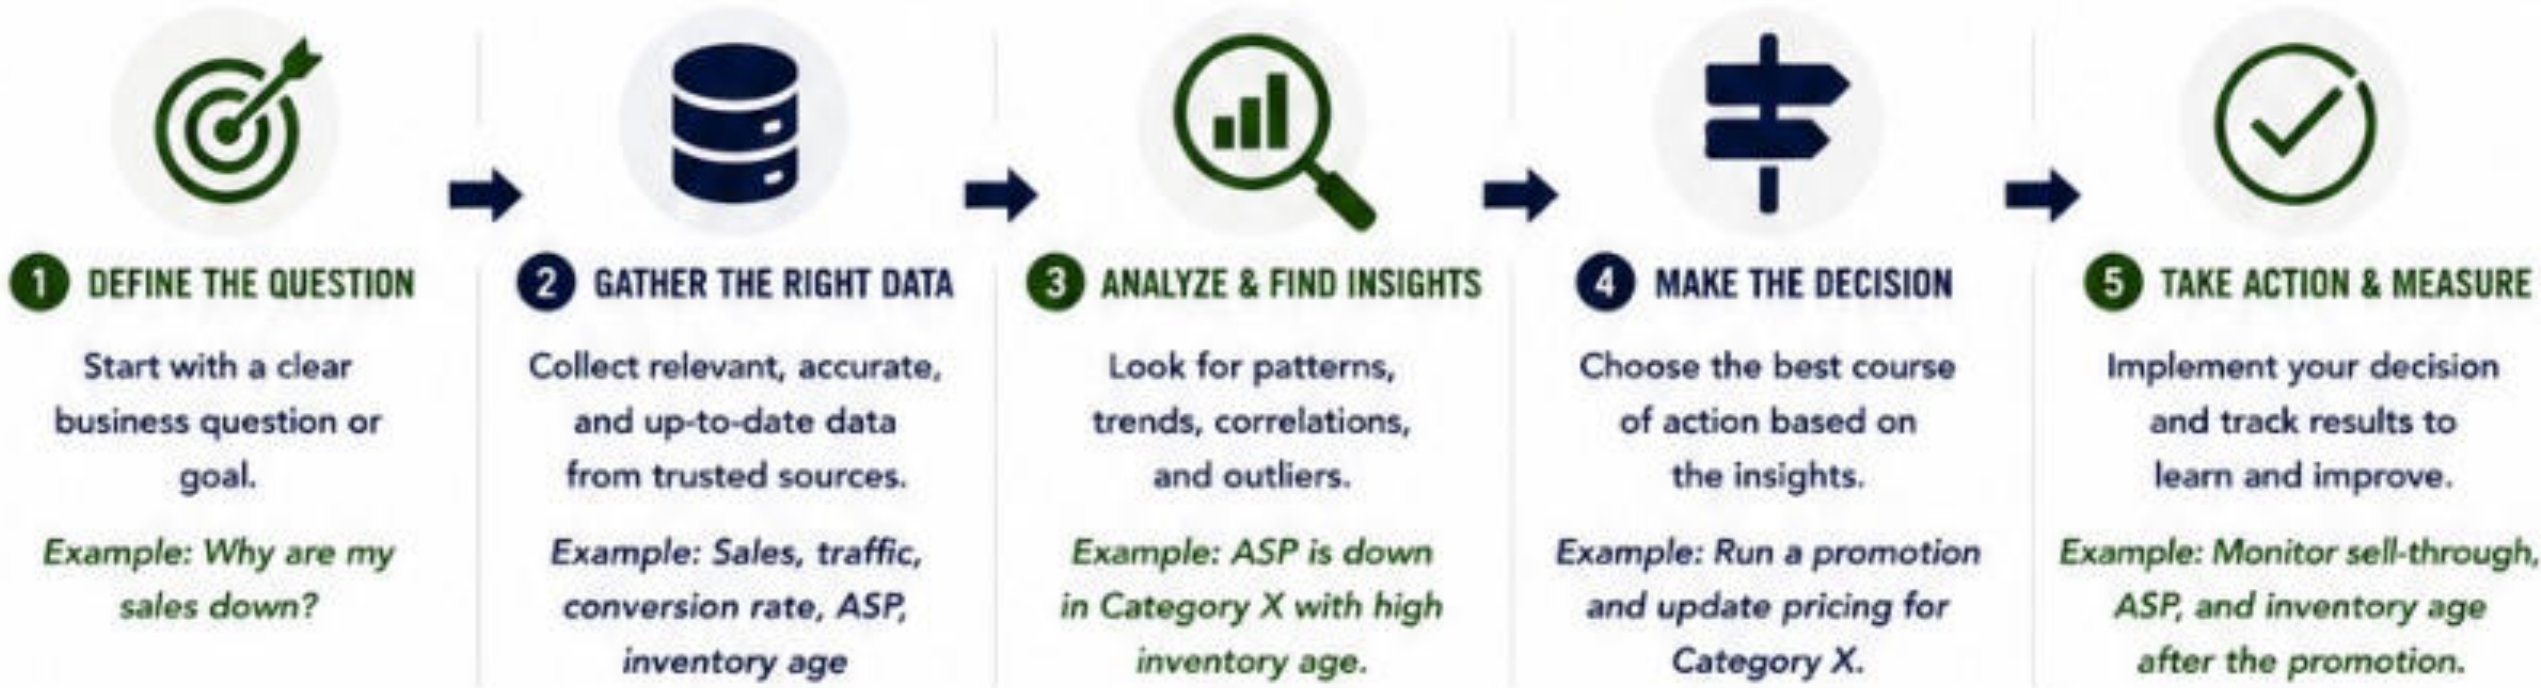 1 DEFINE THE QUESTION
Start with a clear
business question or
goal.
Example: Why are my
sales down?
2 GATHER THE RIGHT DATA
Collect relevant, accurate,
and up-to-date data
from trusted sources.
Example: Sales, traffic,
conversion rate, ASP,
inventory age
3 ANALYZE & FIND INSIGHTS
Look for patterns,
trends, correlations,
and outliers.
Example: ASP is down
in Category X with high
inventory age.
4 MAKE THE DECISION
Choose the best course
of action based on
the insights.
Example: Run a promotion
and update pricing for
Category X.
5 TAKE ACTION & MEASURE
Implement your decision
and track results to
learn and improve.
Example: Monitor sell-through,
ASP, and inventory age
after the promotion.